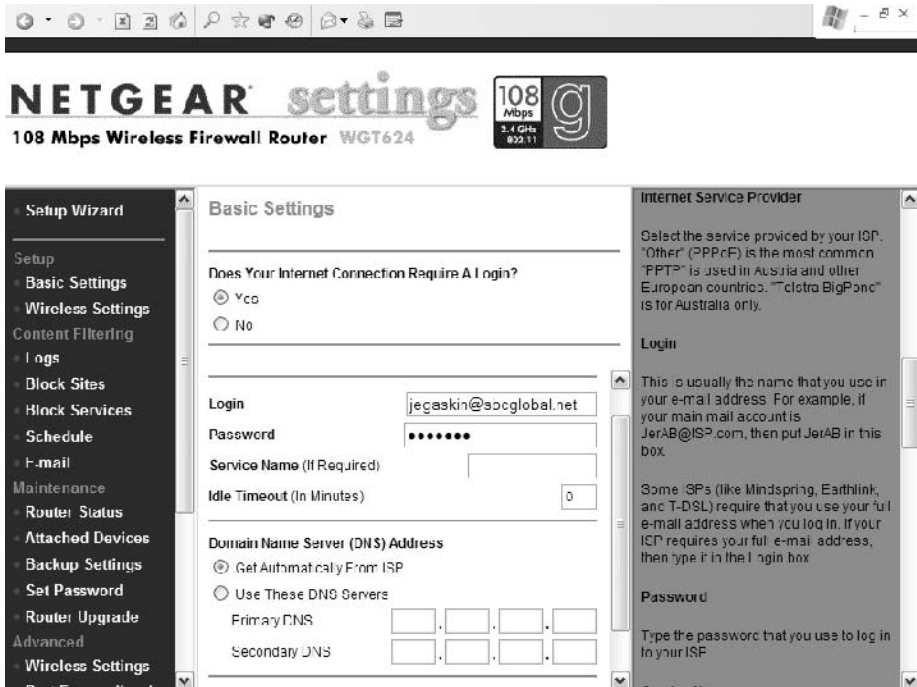 NETGEAR settings
108 Mbps Wireless Firewall Router WGT624
108
Mbps
2.4 GHz
802.11
g
Setup Wizard
Setup
Basic Settings
Wireless Settings
Content Filtering
Logs
Block Sites
Block Services
Schedule
E-mail
Maintenance
Router Status
Attached Devices
Backup Settings
Set Password
Router Upgrade
Advanced
Wireless Settings
Basic Settings
Does Your Internet Connection Require A Login?
Yes
No
Login jegaskin@sbcglobal.net
Password
Service Name (If Required)
Idle Timeout (In Minutes) 0
Domain Name Server (DNS) Address
Get Automatically From ISP
Use These DNS Servers
Primary DNS . . .
Secondary DNS . . .
Internet Service Provider
Select the service provided by your ISP.
"Other" (PPPoE) is the most common.
"PPTP" is used in Austria and other
European countries. "Telstra BigPond"
is for Australia only.
Login
This is usually the name that you use in
your e-mail address. For example, if
your main mail account is
JerAB@ISP.com, then put JerAB in this
box.
Some ISPs (like Mindspring, Earthlink,
and T-DSL) require that you use your full
e-mail address when you log in. If your
ISP requires your full e-mail address,
then type it in the Login box.
Password
Type the password that you use to log in
to your ISP.